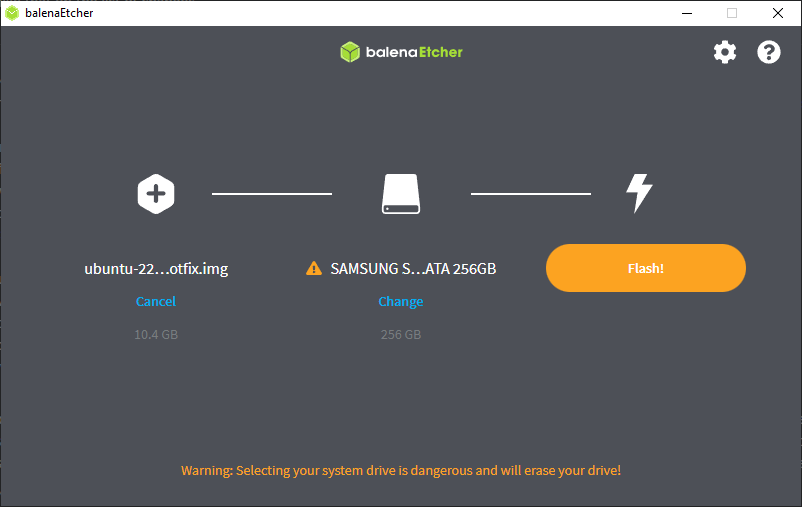 balenaEtcher
balenaEtcher
ubuntu-22...otfix.img
Cancel
10.4 GB
SAMSUNG S...ATA 256GB
Change
256 GB
Flash!
Warning: Selecting your system drive is dangerous and will erase your drive!